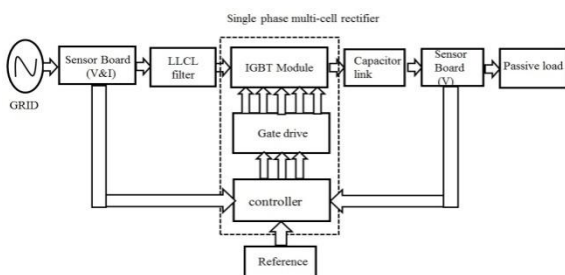 Single phase multi-cell rectifier
Sensor Board
(V&I)
LLCL
filter
IGBT Module
Capacitor
link
Sensor
Board
(V)
Passive load
GRID
Gate drive
controller
Reference